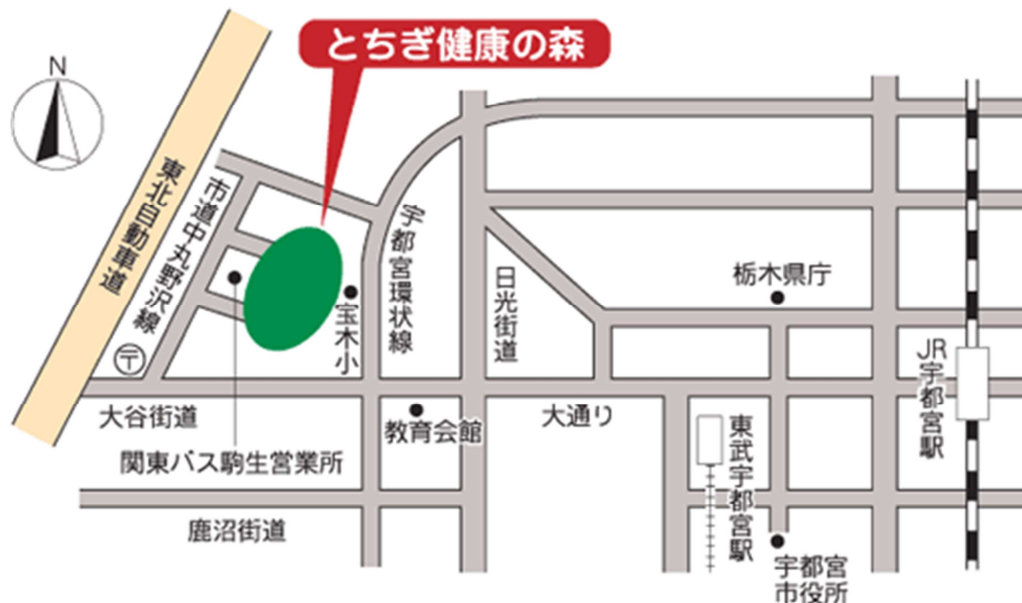 とちぎ健康の森
N
東北自動車道
市道中丸野沢線
宇都宮環状線
宝木小
日光街道
栃木県庁
JR宇都宮駅
〒
大谷街道
教育会館
大通り
東武宇都宮駅
関東バス駒生営業所
鹿沼街道
宇都宮
市役所